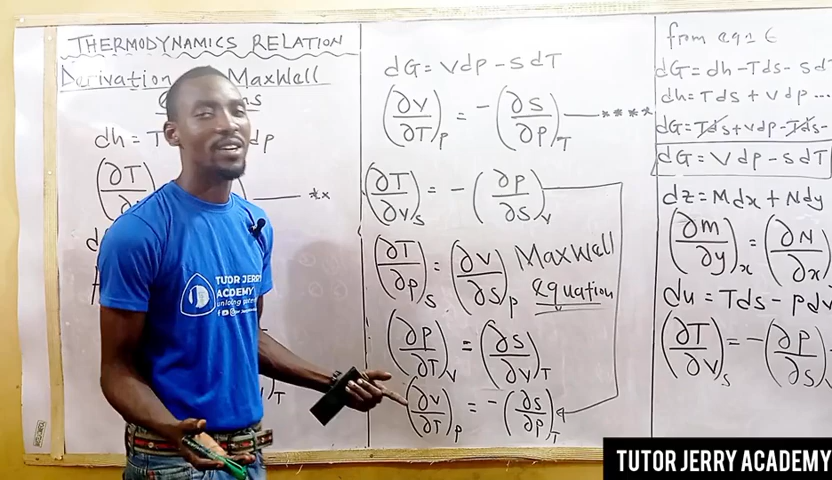 THERMODYNAMICS RELATION
Derivation MaxWell
dh = T dp
(∂T
**
dG = Vdp - SdT
(∂V/∂T)p = -(∂S/∂P)T ****
(∂T/∂V)s = -(∂P/∂S)v
(∂T/∂P)s = (∂V/∂S)p MaxWell
Equation
(∂P/∂T)v = (∂S/∂V)T
(∂V/∂T)p = -(∂S/∂P)T
from eqn 6
dG = dh - Tds - sdT
dh = Tds + Vdp ...
dG = Tds + Vdp - Tds -
dG = Vdp - SdT
dz = Mdx + Ndy
(∂m/∂y)x = (∂N/∂x)
du = Tds - pdv
(∂T/∂V)s = -(∂P/∂S)
TUTOR JERRY
ACDEMY
TUTOR JERRY ACADEMY